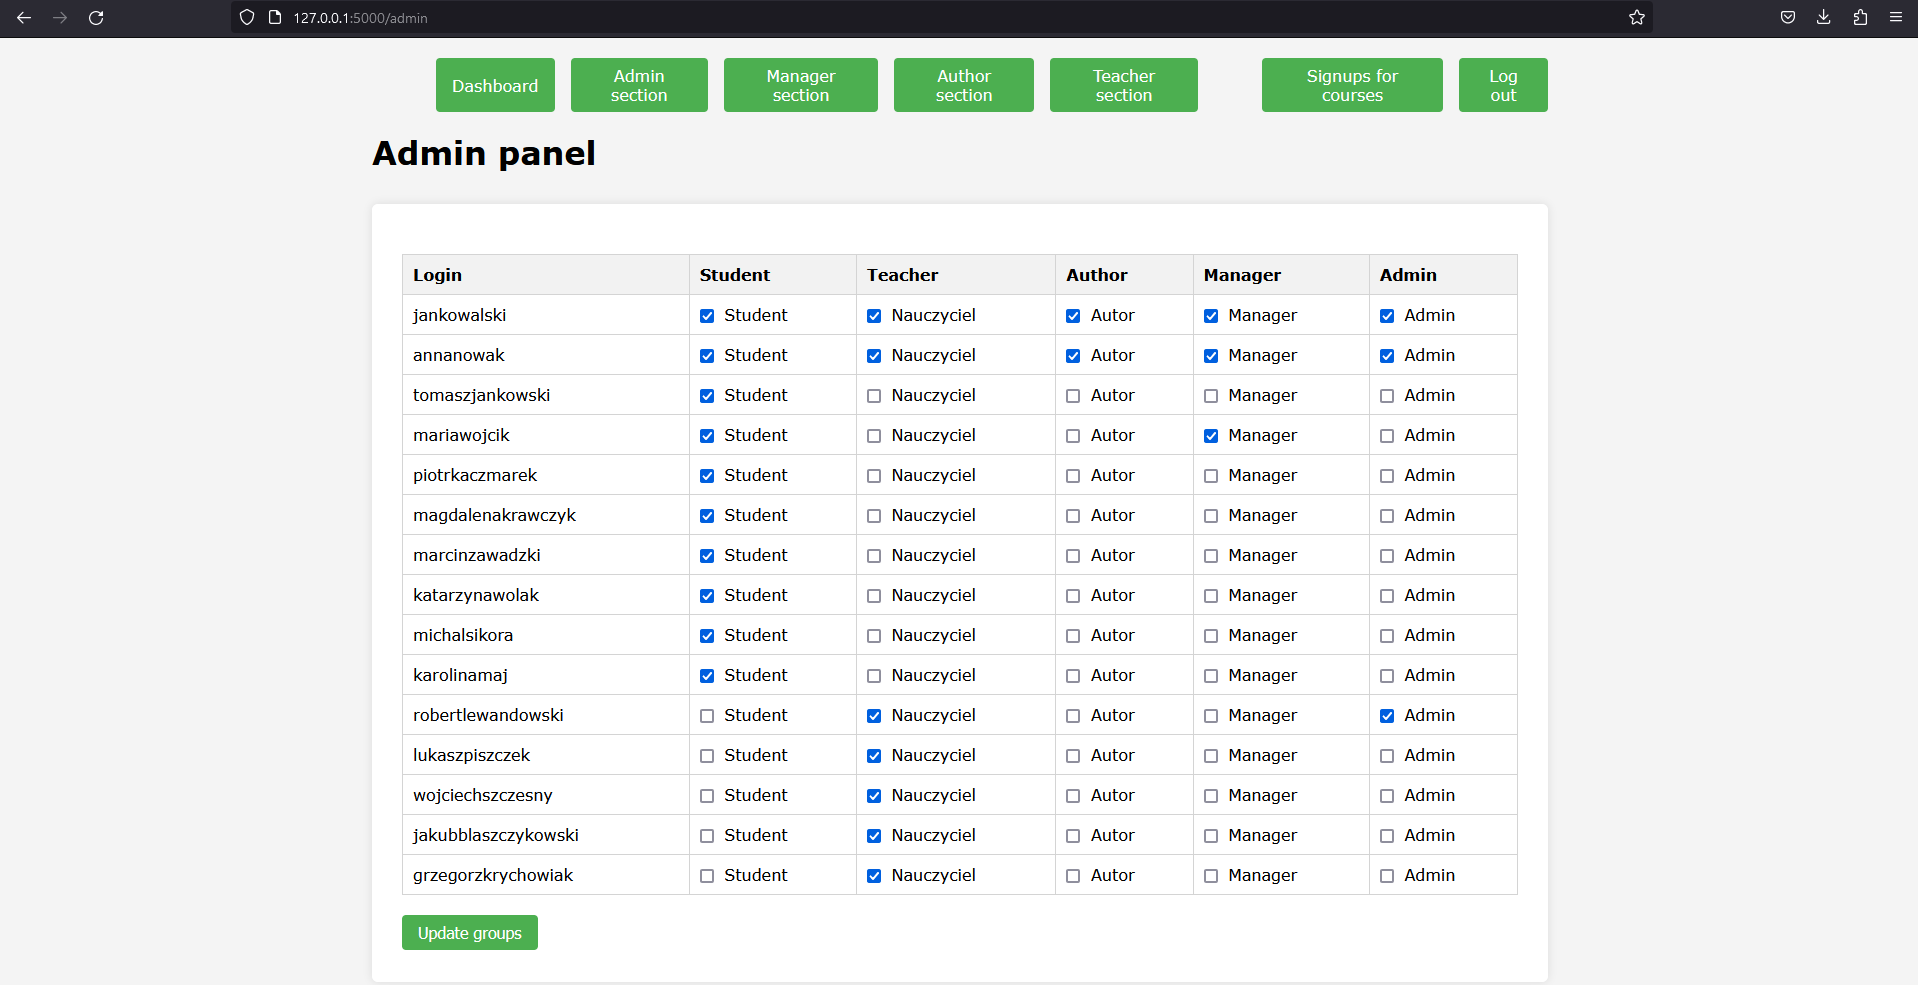 127.0.0.1:5000/admin
Dashboard
Admin
section
Manager
section
Author
section
Teacher
section
Signups for
courses
Log
out
Admin panel
Login Student Teacher Author Manager Admin
jankowalski Student Nauczyciel Autor Manager Admin
annanowak Student Nauczyciel Autor Manager Admin
tomaszjankowski Student Nauczyciel Autor Manager Admin
mariawojcik Student Nauczyciel Autor Manager Admin
piotrkaczmarek Student Nauczyciel Autor Manager Admin
magdalenakrawczyk Student Nauczyciel Autor Manager Admin
marcinzawadzki Student Nauczyciel Autor Manager Admin
katarzynawolak Student Nauczyciel Autor Manager Admin
michalsikora Student Nauczyciel Autor Manager Admin
karolinamaj Student Nauczyciel Autor Manager Admin
robertlewandowski Student Nauczyciel Autor Manager Admin
lukaszpiszczek Student Nauczyciel Autor Manager Admin
wojciechszczesny Student Nauczyciel Autor Manager Admin
jakubblaszczykowski Student Nauczyciel Autor Manager Admin
grzegorzkrychowiak Student Nauczyciel Autor Manager Admin
Update groups